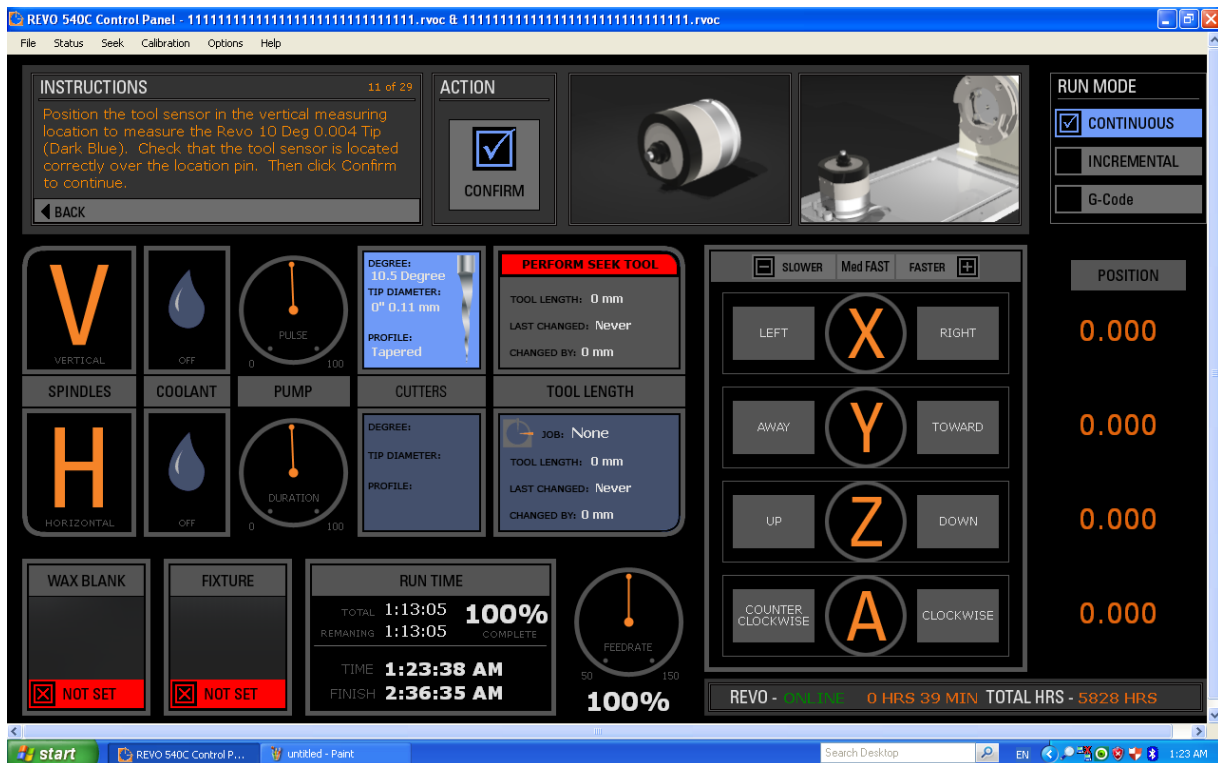 REVO 540C Control Panel - 11111111111111111111111111111.rvoc & 11111111111111111111111111111.rvoc
File Status Seek Calibration Options Help
INSTRUCTIONS 11 of 29
Position the tool sensor in the vertical measuring
location to measure the Revo 10 Deg 0.004 Tip
(Dark Blue). Check that the tool sensor is located
correctly over the location pin. Then click Confirm
to continue.
BACK
ACTION
CONFIRM
RUN MODE
CONTINUOUS
INCREMENTAL
G-Code
V
VERTICAL
OFF
PULSE
0 100
DEGREE:
10.5 Degree
TIP DIAMETER:
0" 0.11 mm
PROFILE:
Tapered
PERFORM SEEK TOOL
TOOL LENGTH: 0 mm
LAST CHANGED: Never
CHANGED BY: 0 mm
SPINDLES COOLANT PUMP CUTTERS TOOL LENGTH
H
HORIZONTAL
OFF
DURATION
0 100
DEGREE:
TIP DIAMETER:
PROFILE:
JOB: None
TOOL LENGTH: 0 mm
LAST CHANGED: Never
CHANGED BY: 0 mm
SLOWER Med FAST FASTER
POSITION
LEFT X RIGHT 0.000
AWAY Y TOWARD 0.000
UP Z DOWN 0.000
COUNTER
CLOCKWISE A CLOCKWISE 0.000
WAX BLANK
NOT SET
FIXTURE
NOT SET
RUN TIME
TOTAL 1:13:05 100%
REMANING 1:13:05 COMPLETE
TIME 1:23:38 AM
FINISH 2:36:35 AM
FEEDRATE
50 150
100%
REVO - ONLINE 0 HRS 39 MIN TOTAL HRS - 5828 HRS
start REVO 540C Control P... untitled - Paint Search Desktop EN 1:23 AM